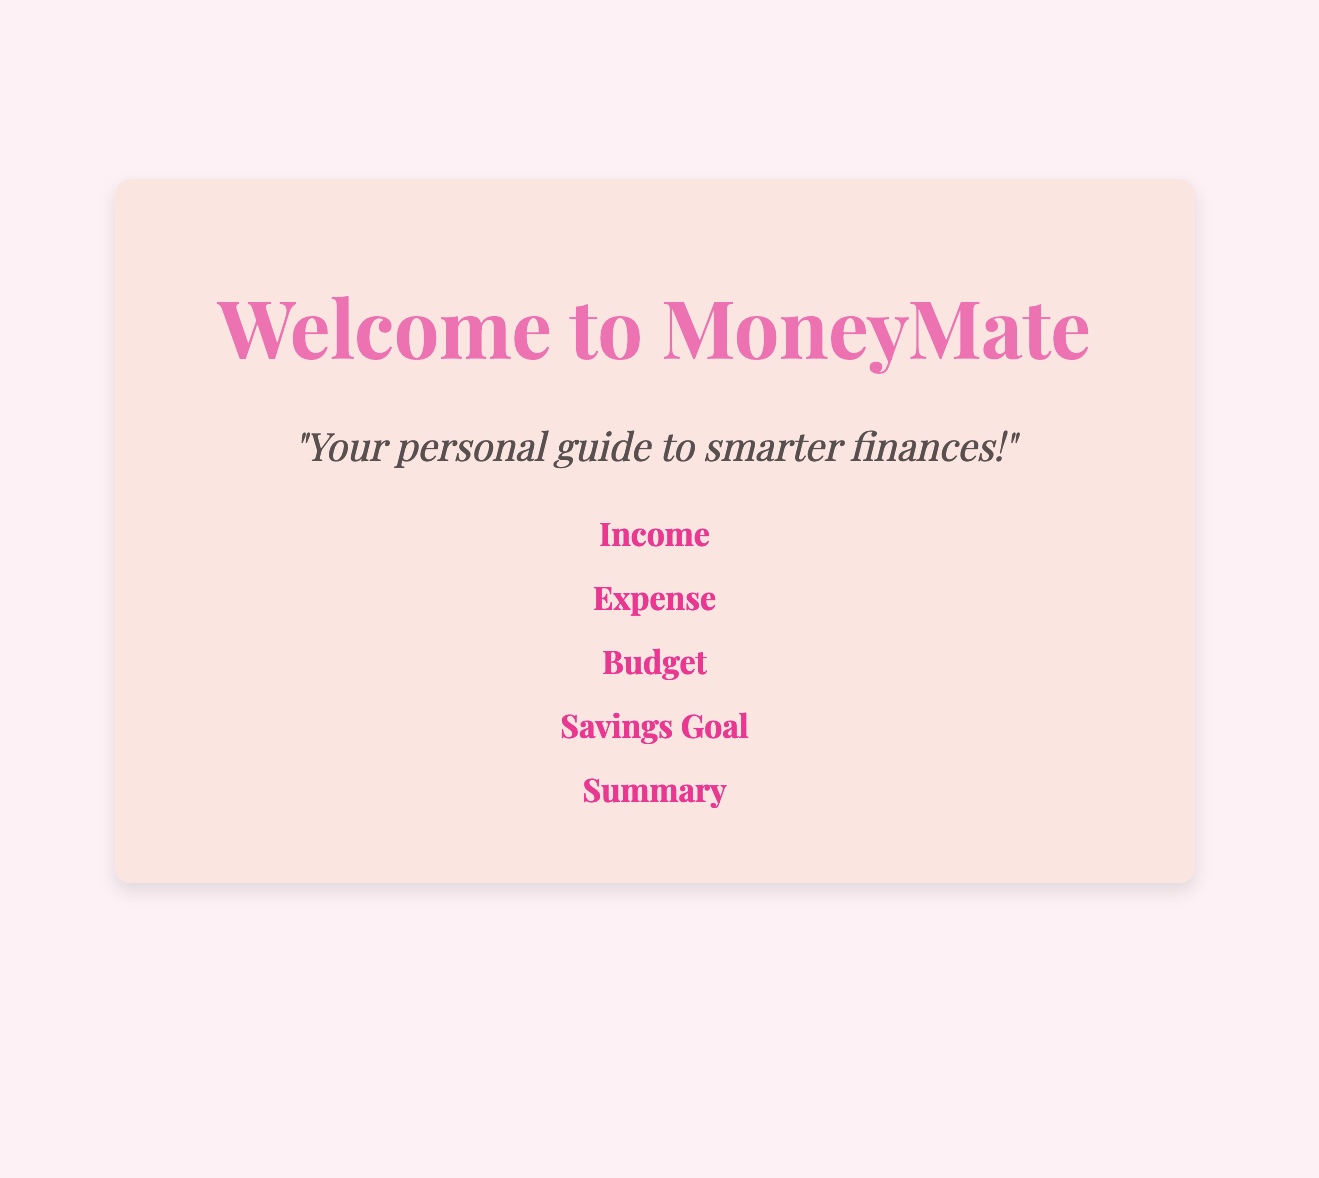 Welcome to MoneyMate
"Your personal guide to smarter finances!"
Income
Expense
Budget
Savings Goal
Summary